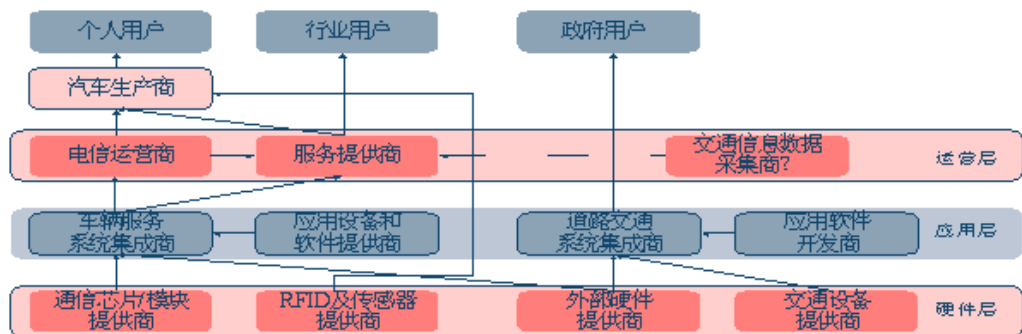 个人用户
行业用户
政府用户
汽车生产商
电信运营商
服务提供商
交通信息数据
采集商?
运营层
车辆服务
系统集成商
应用设备和
软件提供商
道路交通
系统集成商
应用软件
开发商
应用层
通信芯片/模块
提供商
RFID及传感器
提供商
外部硬件
提供商
交通设备
提供商
硬件层